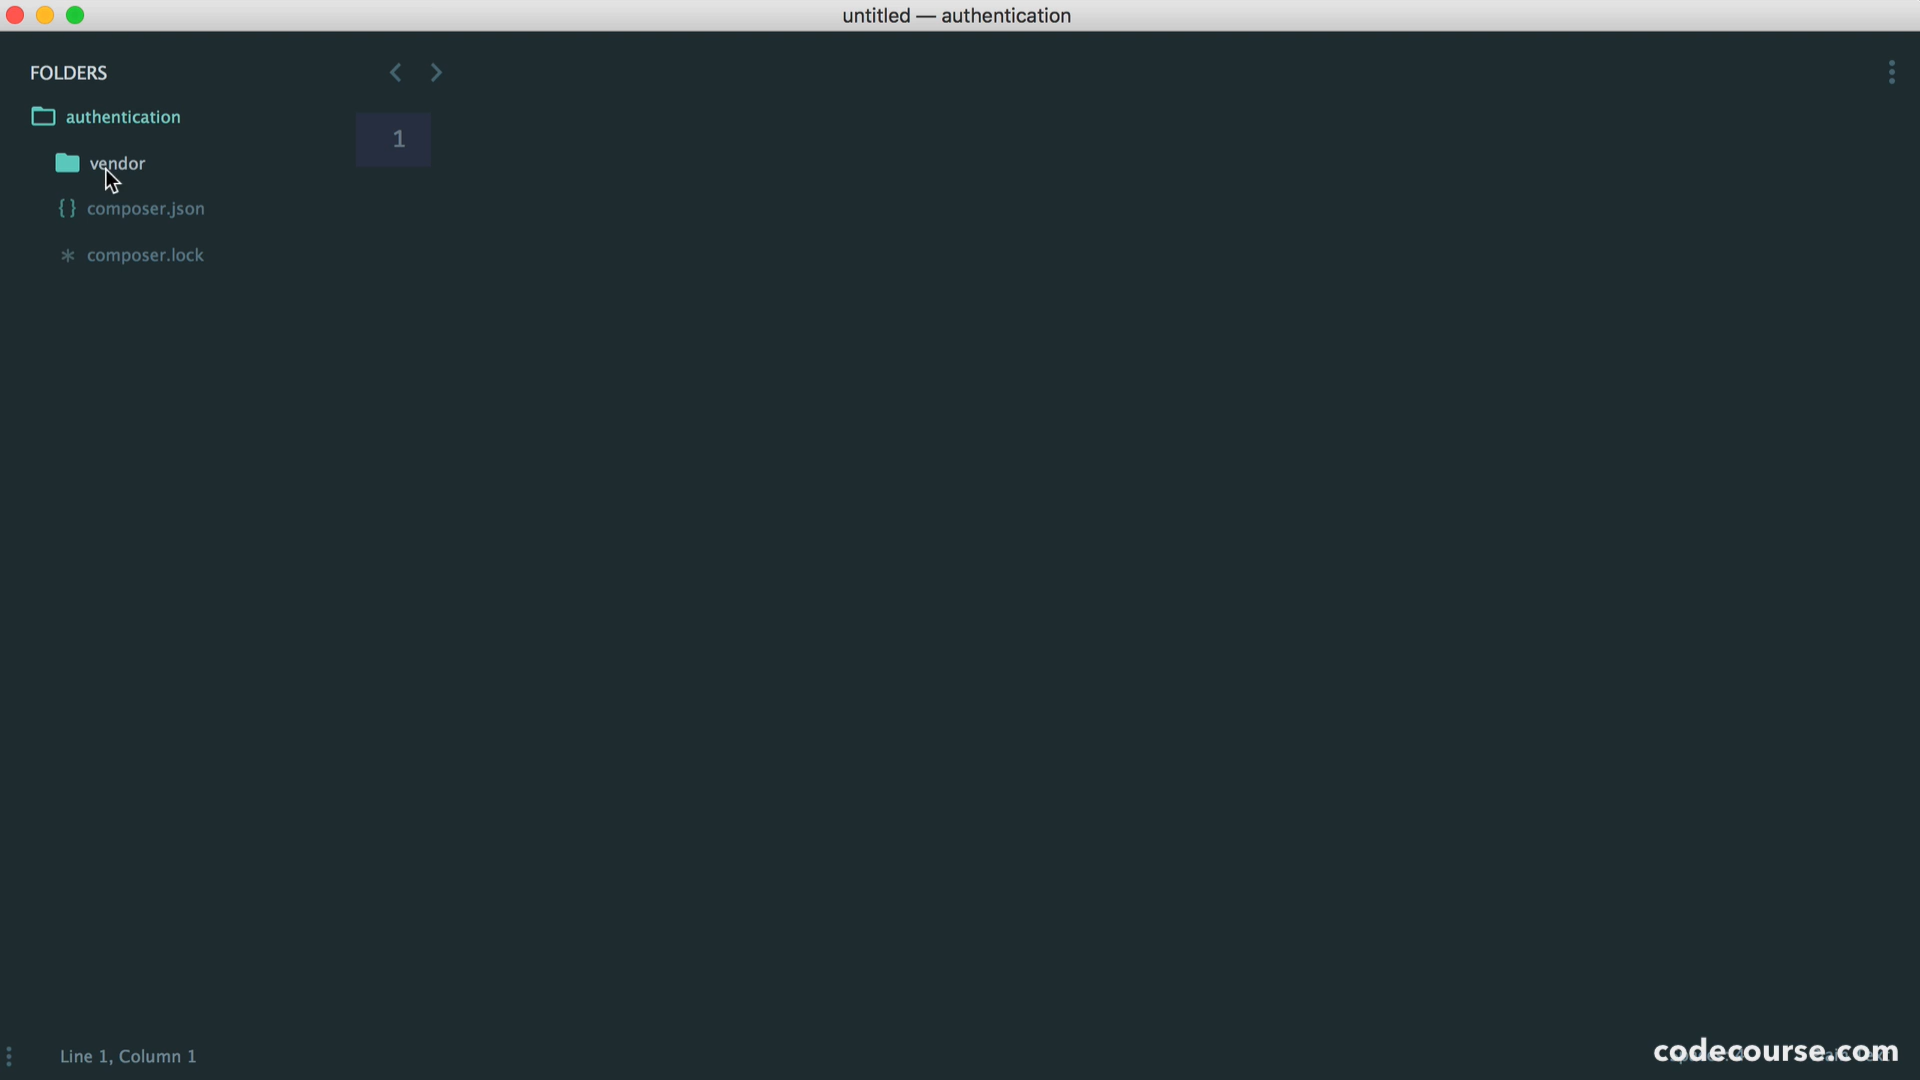 untitled — authentication
FOLDERS
authentication
1
vendor
{} composer.json
* composer.lock
Line 1, Column 1
codecourse.com